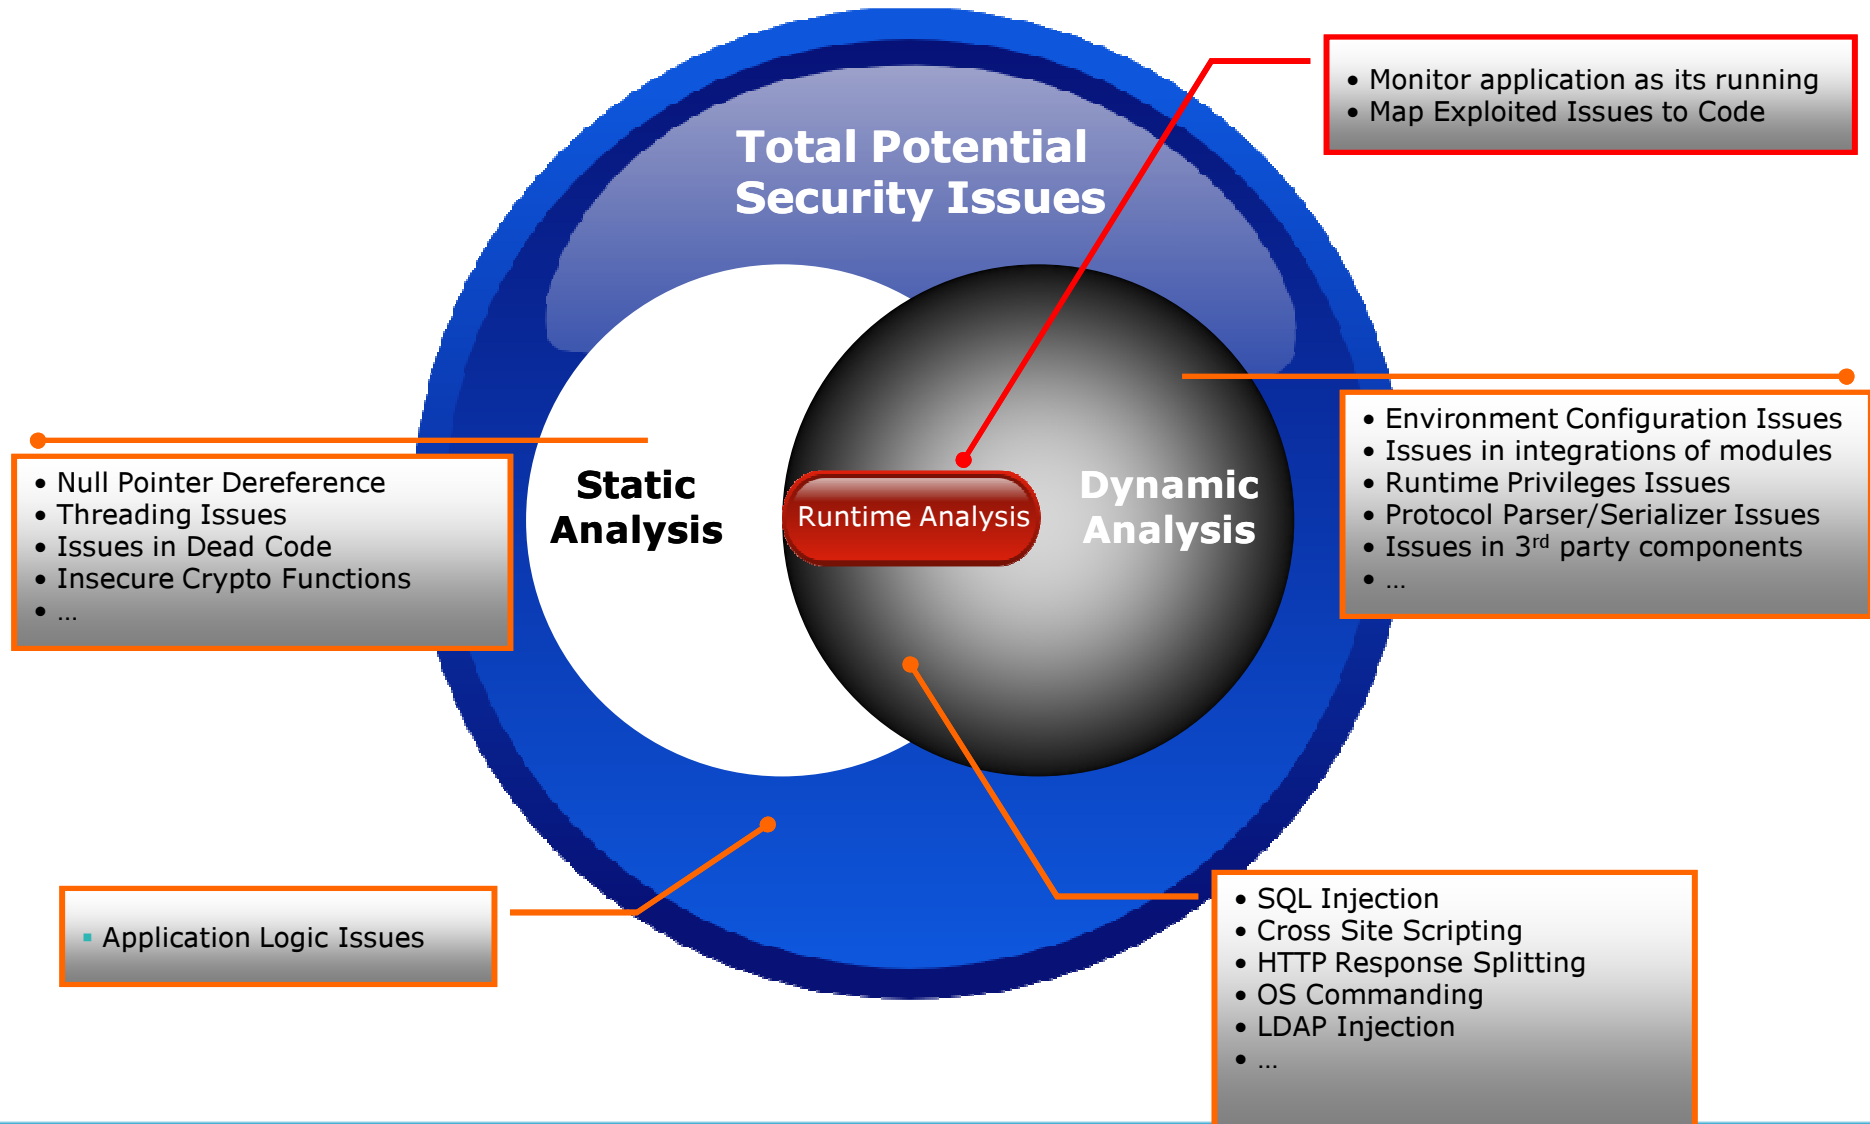 • Monitor application as its running
• Map Exploited Issues to Code
Total Potential
Security Issues
• Environment Configuration Issues
• Issues in integrations of modules
• Runtime Privileges Issues
• Protocol Parser/Serializer Issues
• Issues in 3rd party components
• ...
• Null Pointer Dereference
• Threading Issues
• Issues in Dead Code
• Insecure Crypto Functions
• ...
Static
Analysis
Runtime Analysis
Dynamic
Analysis
▪ Application Logic Issues
• SQL Injection
• Cross Site Scripting
• HTTP Response Splitting
• OS Commanding
• LDAP Injection
• ...